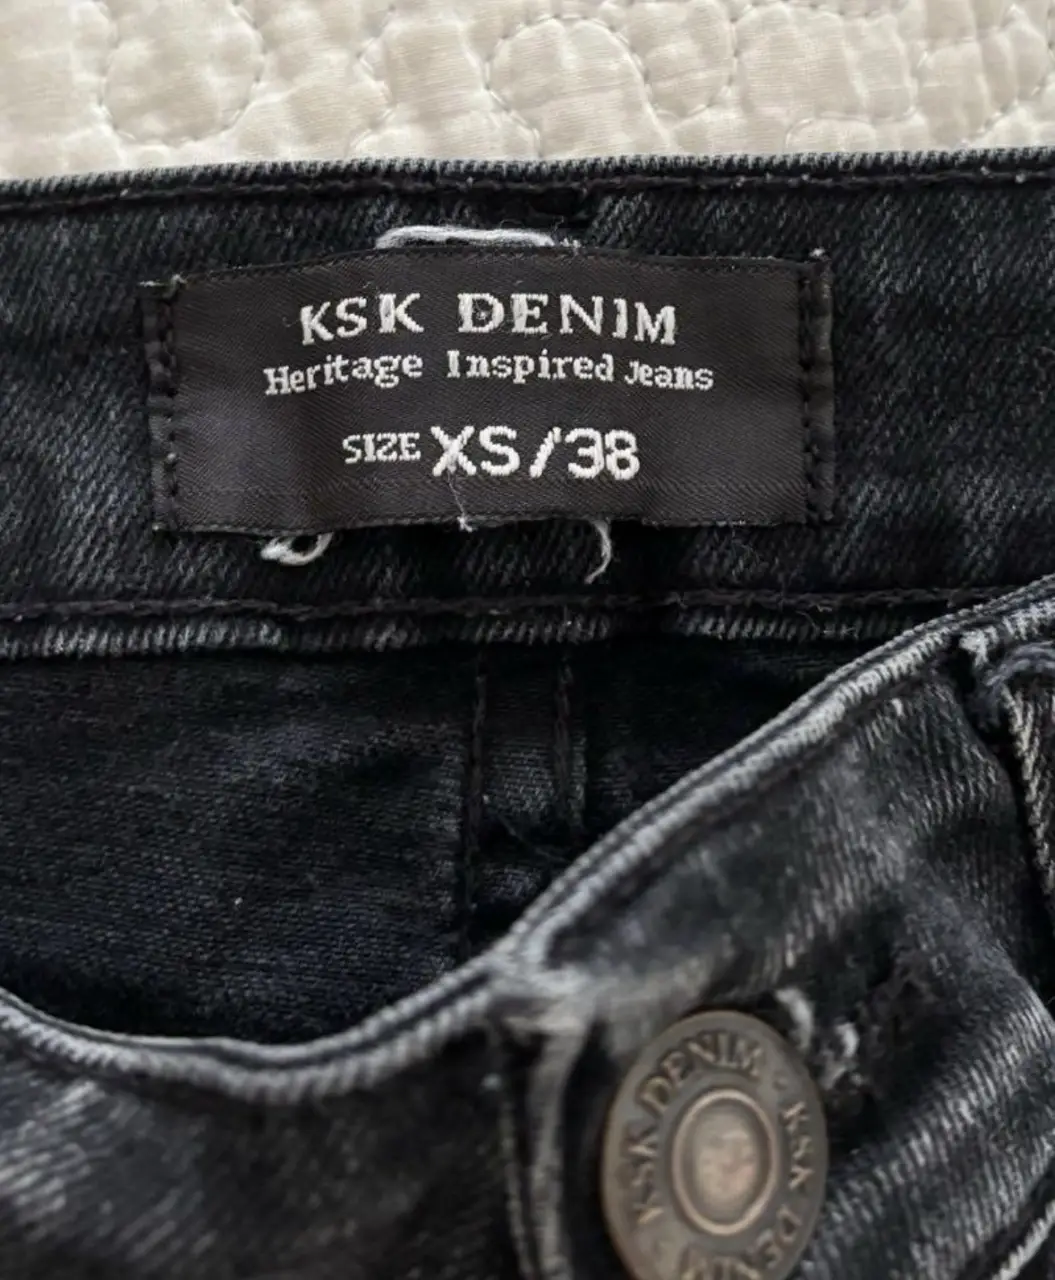 KSK DENIM
Heritage Inspired Jeans
SIZE XS/38
KSK DENIM · KSK DENIM